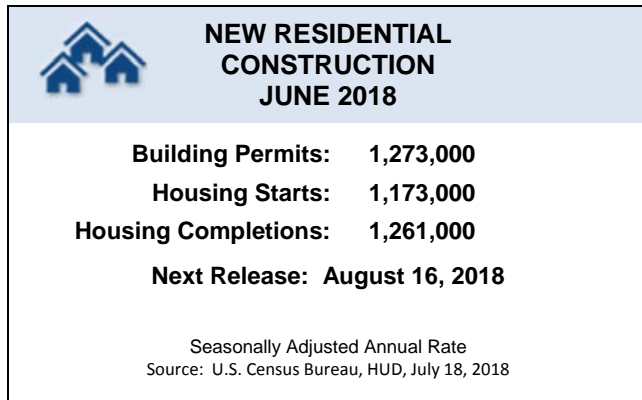 NEW RESIDENTIAL
CONSTRUCTION
JUNE 2018
Building Permits: 1,273,000
Housing Starts: 1,173,000
Housing Completions: 1,261,000
Next Release: August 16, 2018
Seasonally Adjusted Annual Rate
Source: U.S. Census Bureau, HUD, July 18, 2018